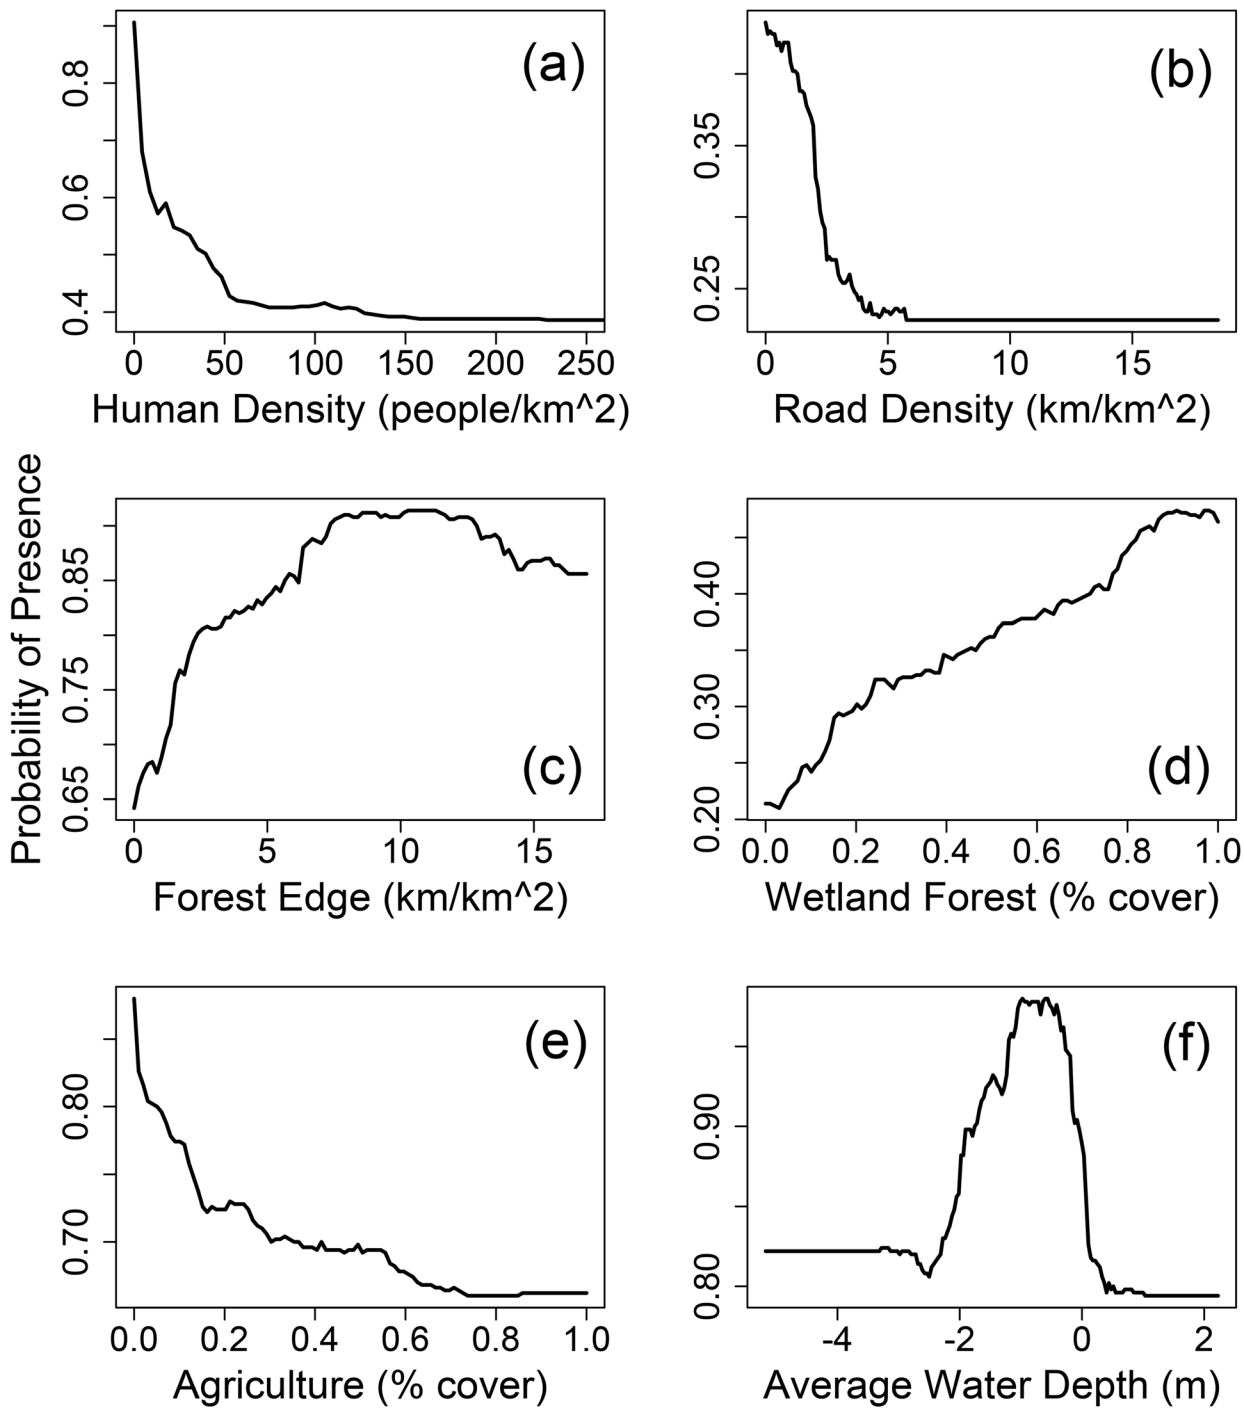 (a)
0.8
0.6
0.4
0 50 100 150 200 250
Human Density (people/km^2)
(b)
0.35
0.25
0 5 10 15
Road Density (km/km^2)
Probability of Presence
(c)
0.85
0.75
0.65
0 5 10 15
Forest Edge (km/km^2)
(d)
0.40
0.30
0.20
0.0 0.2 0.4 0.6 0.8 1.0
Wetland Forest (% cover)
(e)
0.80
0.70
0.0 0.2 0.4 0.6 0.8 1.0
Agriculture (% cover)
(f)
0.90
0.80
-4 -2 0 2
Average Water Depth (m)